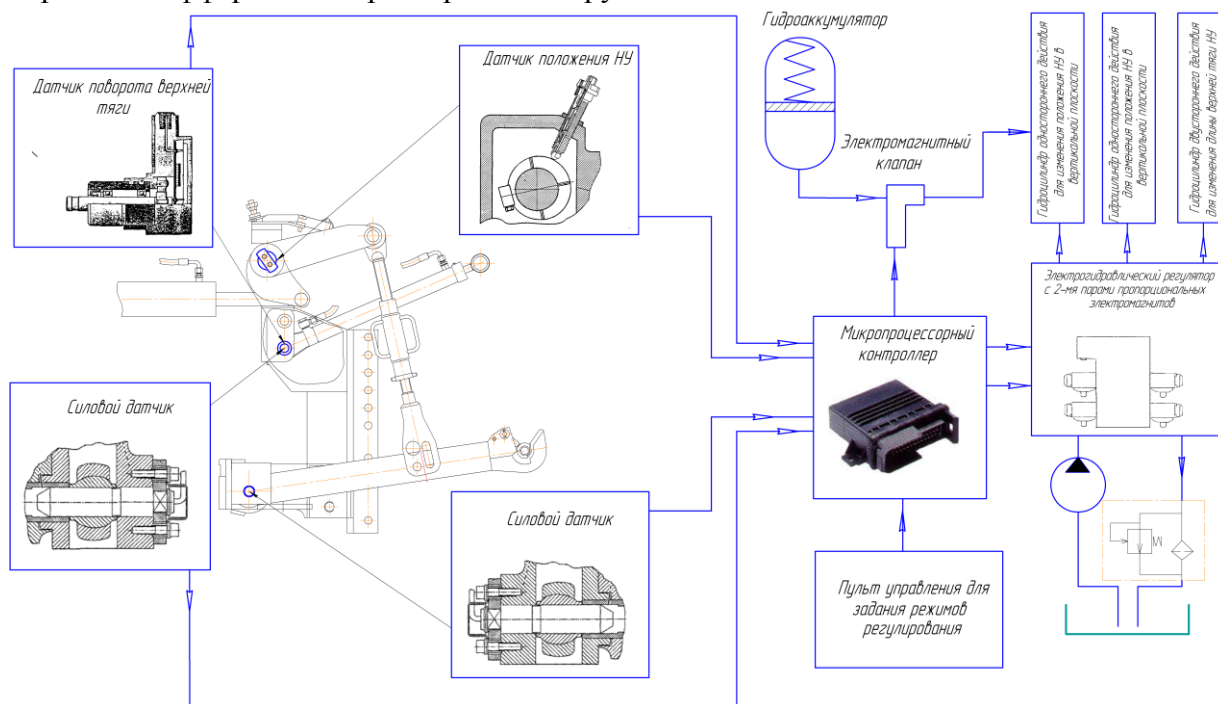 Гидроаккумулятор
Датчик поворота верхней
тяги
Датчик положения НУ
Электромагнитный
клапан
Гидроцилиндр одностороннего действия
для изменения положения НУ в
вертикальной плоскости
Гидроцилиндр одностороннего действия
для изменения положения НУ в
вертикальной плоскости
Гидроцилиндр двустороннего действия
для изменения длины верхней тяги НУ
Электрогидравлический регулятор
с 2-мя парами пропорциональных
электромагнитов
Микропроцессорный
контроллер
Силовой датчик
Силовой датчик
Пульт управления для
задания режимов
регулирования